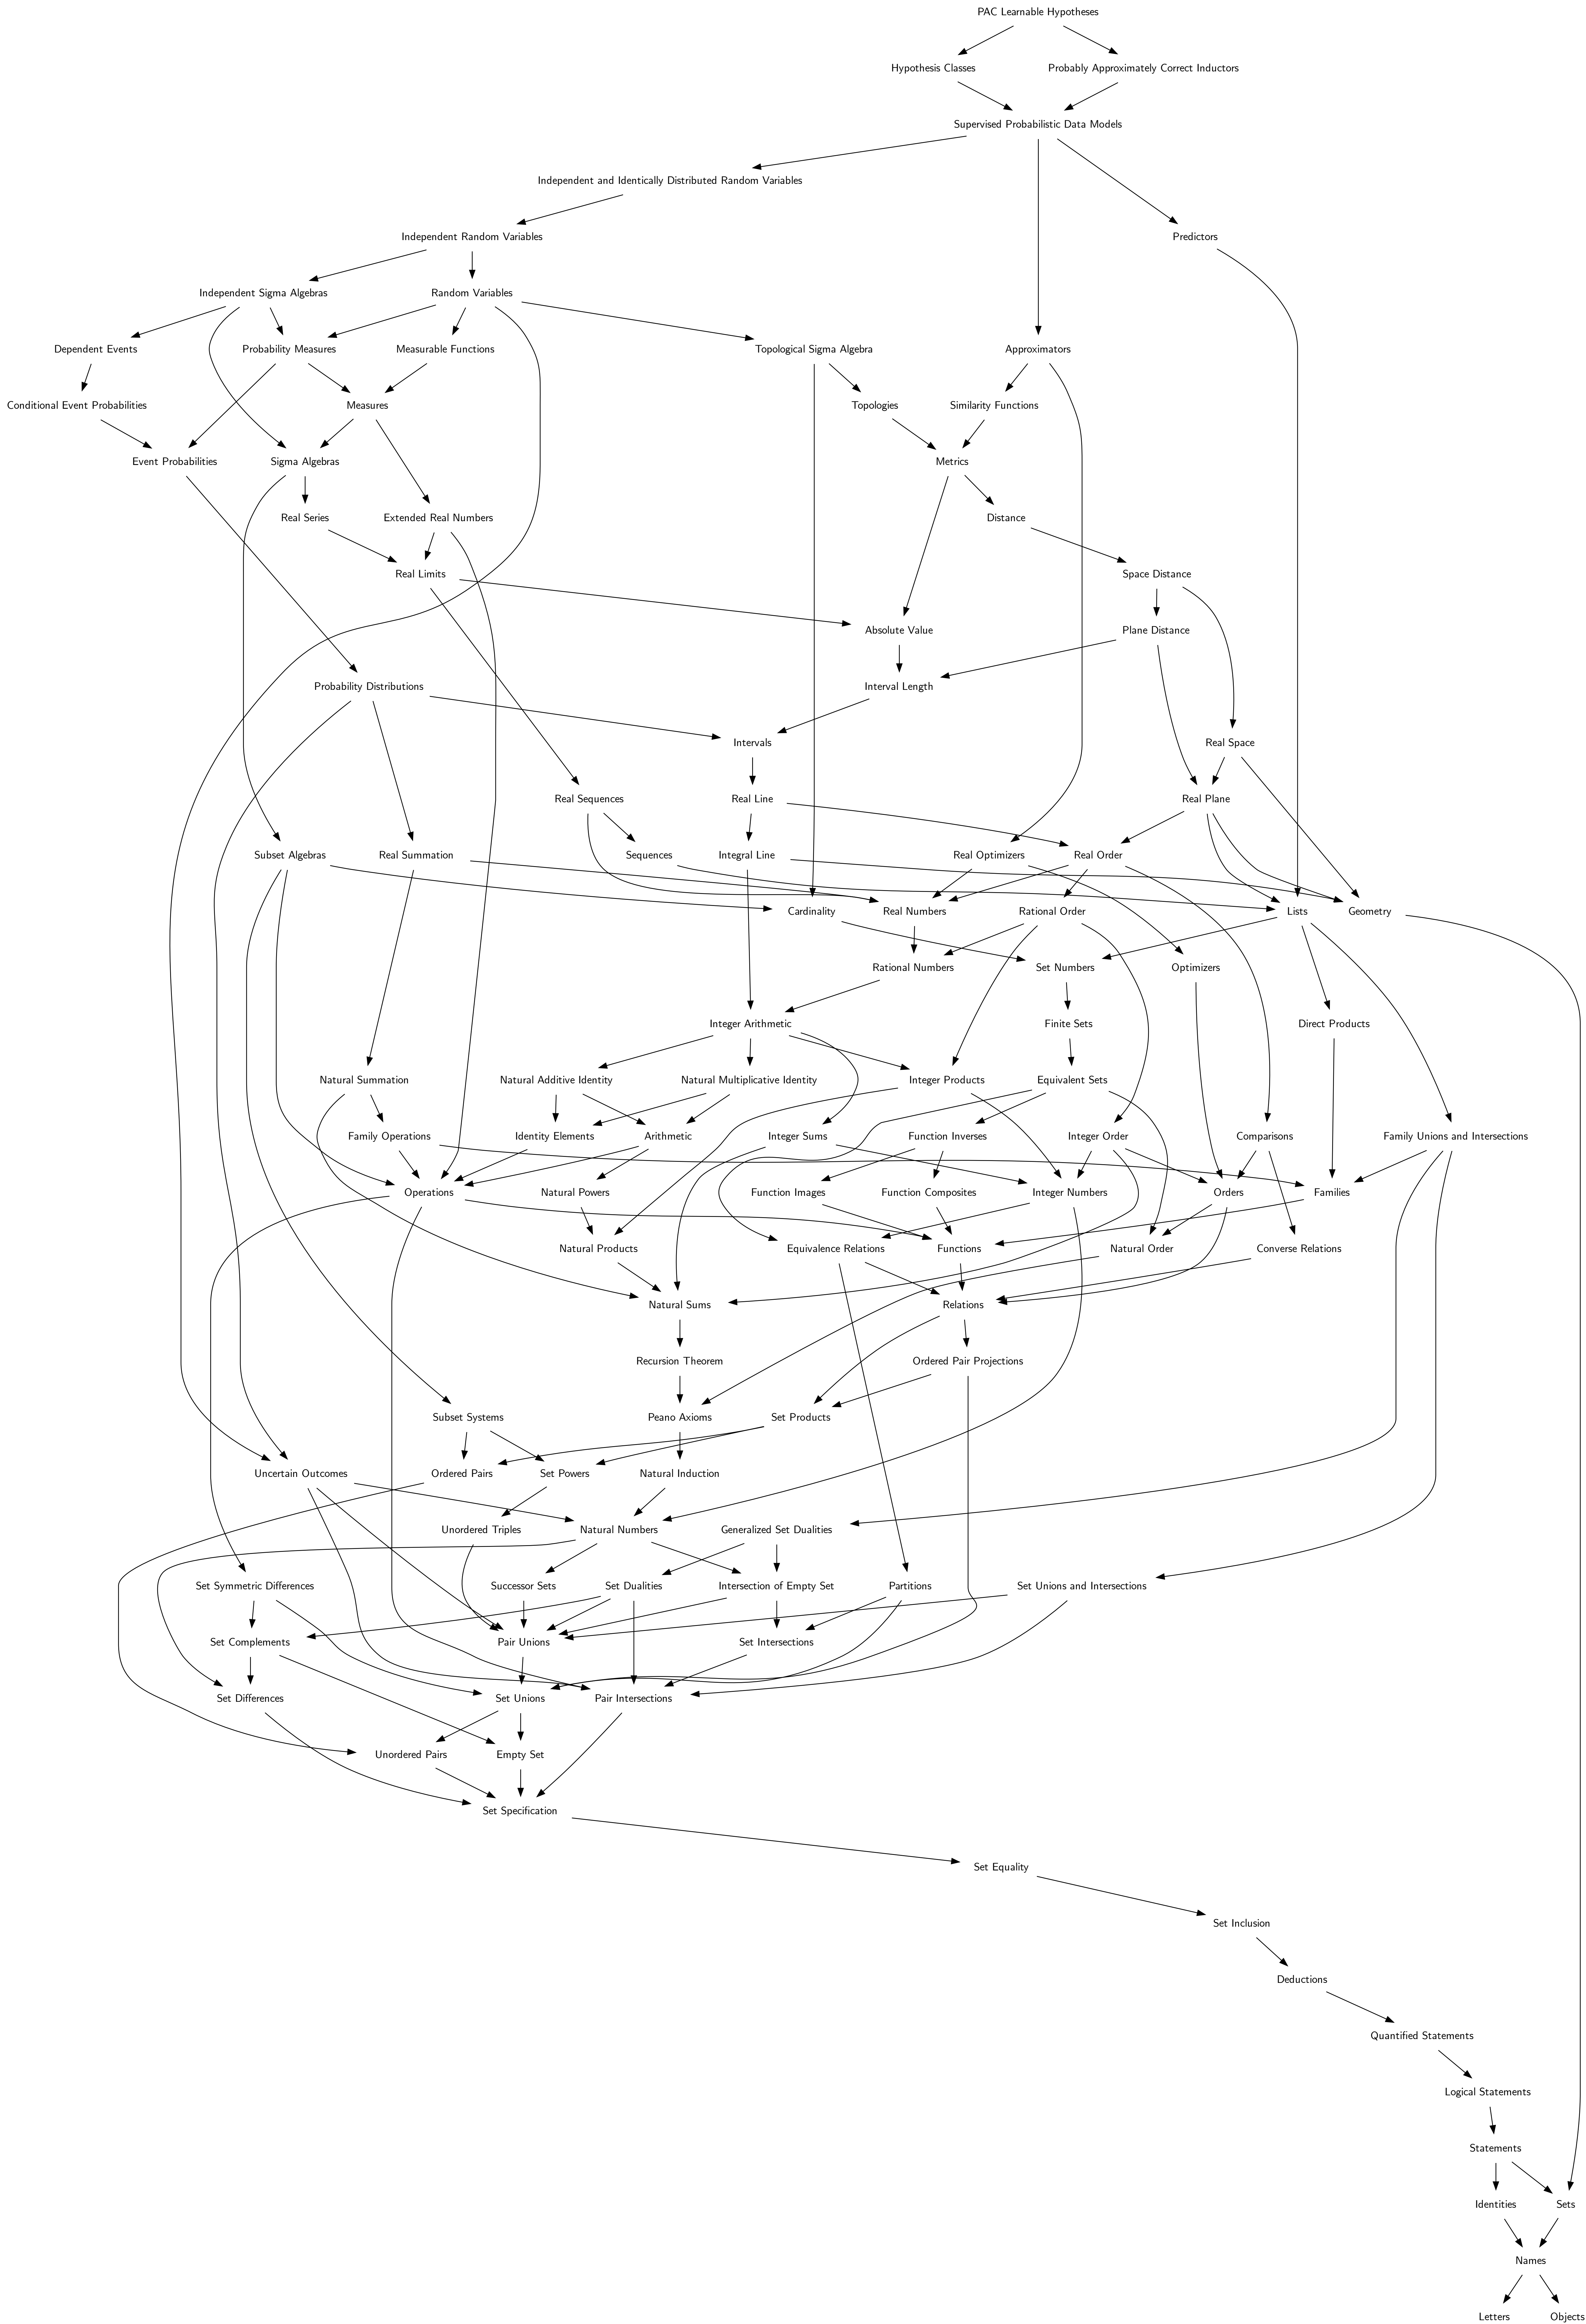 PAC Learnable Hypotheses
Hypothesis Classes
Probably Approximately Correct Inductors
Supervised Probabilistic Data Models
Independent and Identically Distributed Random Variables
Independent Random Variables
Predictors
Independent Sigma Algebras
Random Variables
Dependent Events
Probability Measures
Measurable Functions
Topological Sigma Algebra
Approximators
Conditional Event Probabilities
Measures
Topologies
Similarity Functions
Event Probabilities
Sigma Algebras
Metrics
Real Series
Extended Real Numbers
Distance
Real Limits
Space Distance
Absolute Value
Plane Distance
Probability Distributions
Interval Length
Intervals
Real Space
Real Sequences
Real Line
Real Plane
Subset Algebras
Real Summation
Sequences
Integral Line
Real Optimizers
Real Order
Cardinality
Real Numbers
Rational Order
Lists
Geometry
Rational Numbers
Set Numbers
Optimizers
Integer Arithmetic
Finite Sets
Direct Products
Natural Summation
Natural Additive Identity
Natural Multiplicative Identity
Integer Products
Equivalent Sets
Family Operations
Identity Elements
Arithmetic
Integer Sums
Function Inverses
Integer Order
Comparisons
Family Unions and Intersections
Operations
Natural Powers
Function Images
Function Composites
Integer Numbers
Orders
Families
Natural Products
Equivalence Relations
Functions
Natural Order
Converse Relations
Natural Sums
Relations
Recursion Theorem
Ordered Pair Projections
Subset Systems
Peano Axioms
Set Products
Uncertain Outcomes
Ordered Pairs
Set Powers
Natural Induction
Unordered Triples
Natural Numbers
Generalized Set Dualities
Set Symmetric Differences
Successor Sets
Set Dualities
Intersection of Empty Set
Partitions
Set Unions and Intersections
Set Complements
Pair Unions
Set Intersections
Set Differences
Set Unions
Pair Intersections
Unordered Pairs
Empty Set
Set Specification
Set Equality
Set Inclusion
Deductions
Quantified Statements
Logical Statements
Statements
Identities
Sets
Names
Letters
Objects